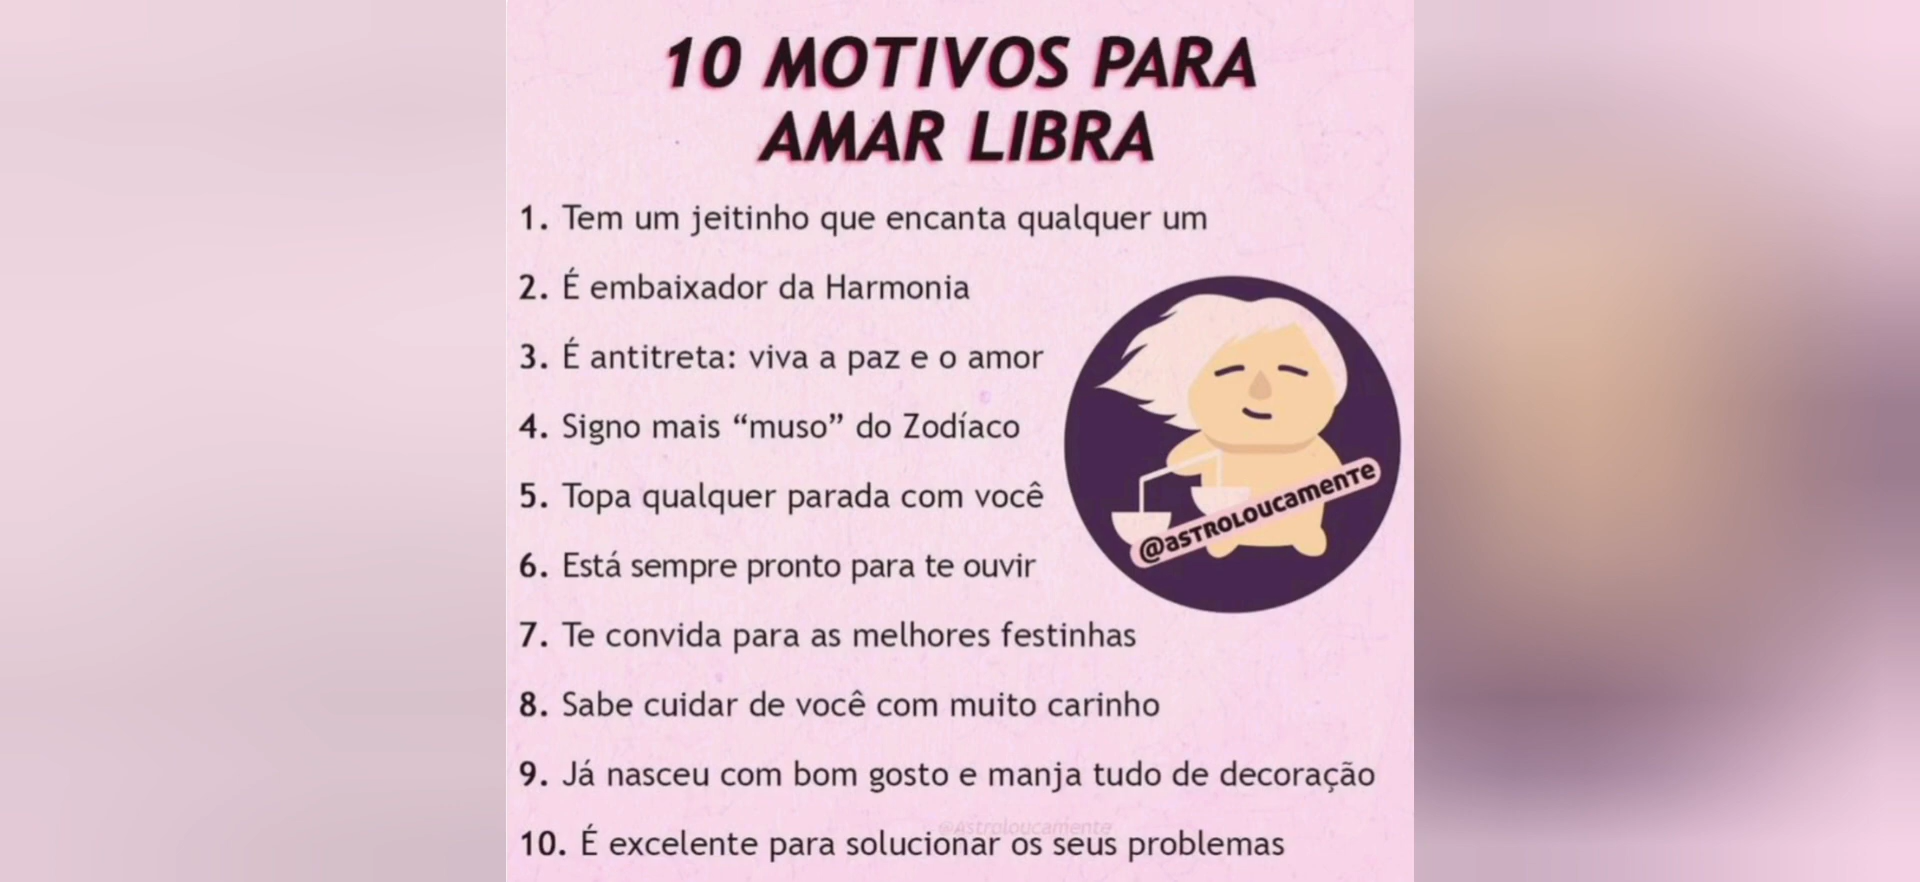 10 MOTIVOS PARA
AMAR LIBRA
1. Tem um jeitinho que encanta qualquer um
2. É embaixador da Harmonia
3. É antitreta: viva a paz e o amor
4. Signo mais “muso” do Zodíaco
5. Topa qualquer parada com você
@astroloucamente
6. Está sempre pronto para te ouvir
7. Te convida para as melhores festinhas
8. Sabe cuidar de você com muito carinho
9. Já nasceu com bom gosto e manja tudo de decoração
@Astroloucamente
10. É excelente para solucionar os seus problemas